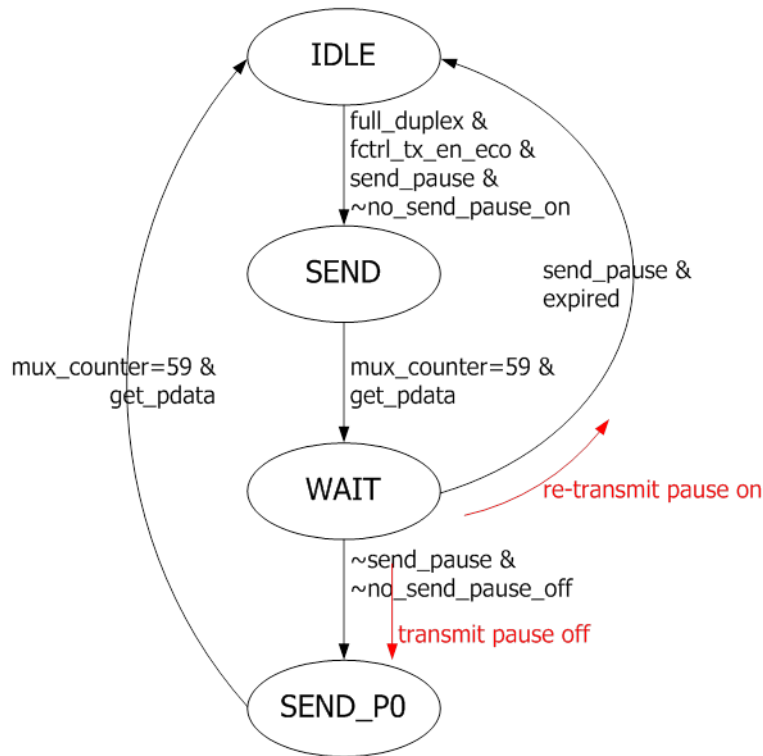 IDLE
full_duplex &
fctrl_tx_en_eco &
send_pause &
~no_send_pause_on
SEND
send_pause &
expired
mux_counter=59 &
get_pdata
mux_counter=59 &
get_pdata
WAIT
re-transmit pause on
~send_pause &
~no_send_pause_off
transmit pause off
SEND_P0